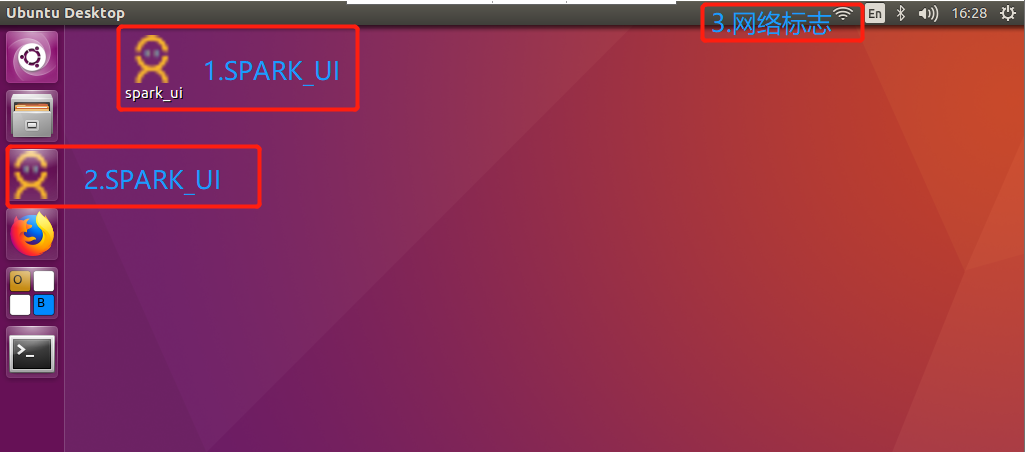 Ubuntu Desktop
3.网络标志
En
16:28
1.SPARK_UI
spark_ui
2.SPARK_UI
O
B
>_